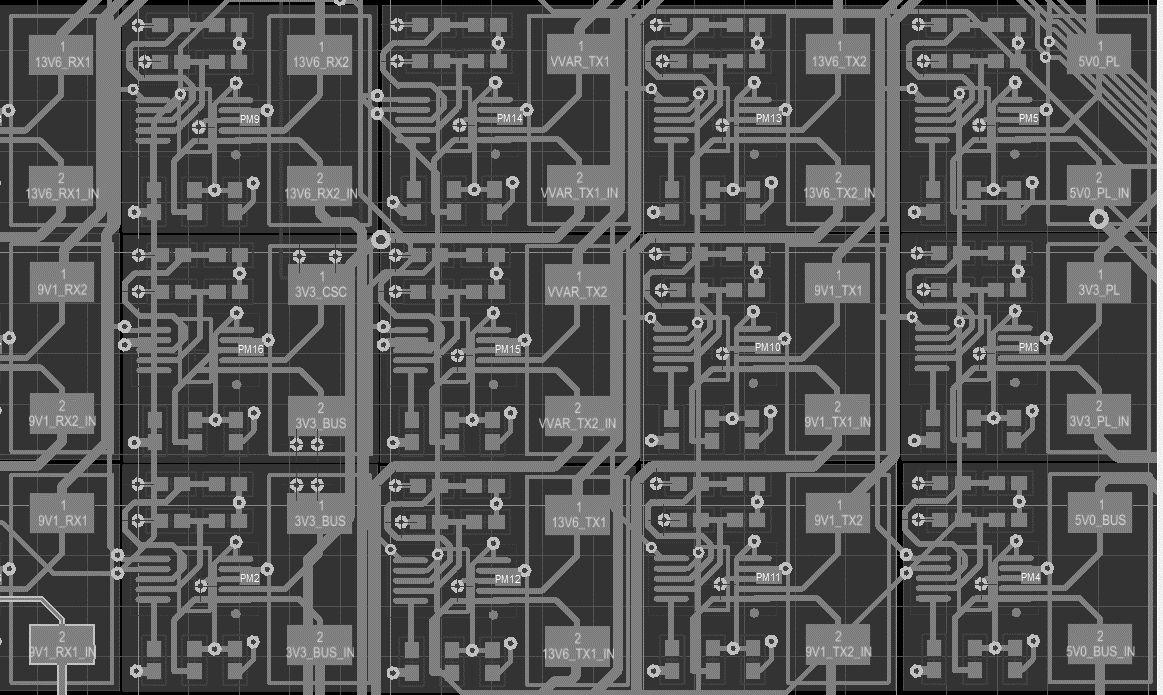 1
13V6_RX1
1
13V6_RX2
1
VVAR_TX1
1
13V6_TX2
1
5V0_PL
PM9
PM14
PM13
PM5
2
13V6_RX1_IN
2
13V6_RX2_IN
2
VVAR_TX1_IN
2
13V6_TX2_IN
2
5V0_PL_IN
1
9V1_RX2
1
3V3_CSC
1
VVAR_TX2
1
9V1_TX1
1
3V3_PL
PM16
PM15
PM10
PM3
2
9V1_RX2_IN
2
3V3_BUS
2
VVAR_TX2_IN
2
9V1_TX1_IN
2
3V3_PL_IN
1
9V1_RX1
1
3V3_BUS
1
13V6_TX1
1
9V1_TX2
1
5V0_BUS
PM2
PM12
PM11
PM4
2
9V1_RX1_IN
2
3V3_BUS_IN
2
13V6_TX1_IN
2
9V1_TX2_IN
2
5V0_BUS_IN